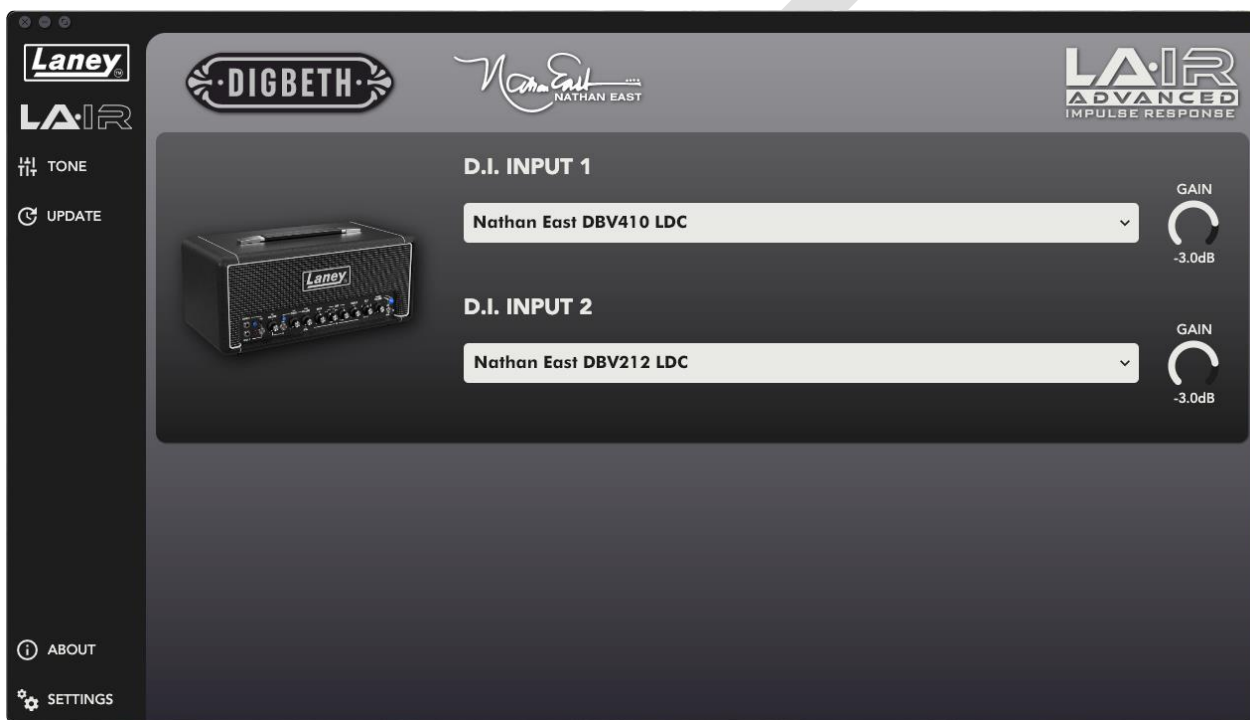 Laney
LA·IR
TONE
UPDATE
ABOUT
SETTINGS
DIGBETH
Nathan East
NATHAN EAST
LA·IR
ADVANCED
IMPULSE RESPONSE
Laney
D.I. INPUT 1
Nathan East DBV410 LDC
GAIN
-3.0dB
D.I. INPUT 2
Nathan East DBV212 LDC
GAIN
-3.0dB